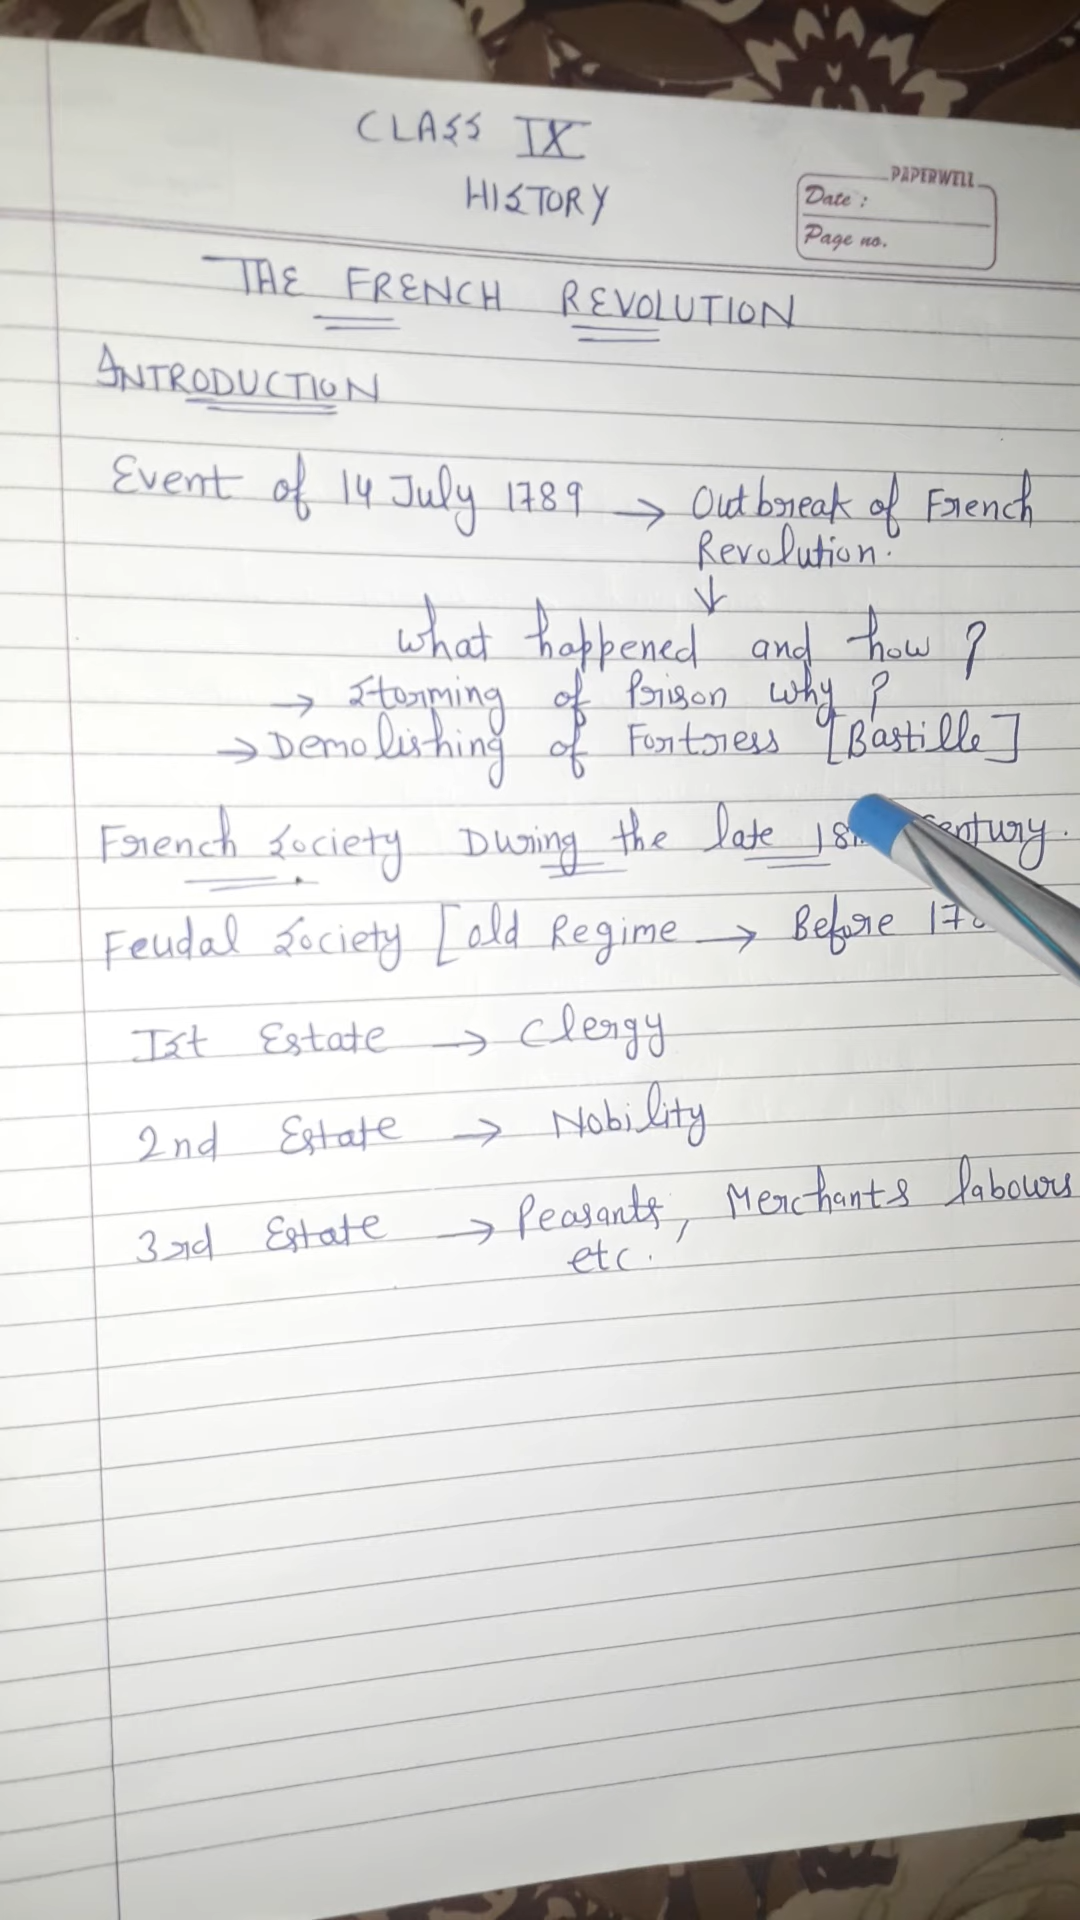 CLASS IX
HISTORY
PAPERWELL
Date :
Page no.
THE FRENCH REVOLUTION
INTRODUCTION
Event of 14 July 1789 → Outbreak of French
Revolution.
↓
what happened and how ?
→ Storming of Prison why ?
→ Demolishing of Fortress [Bastille]
French Society During the late
Feudal Society [old Regime → Before
Ist Estate → Clergy
2nd Estate → Nobility
3rd Estate → Peasants, Merchants labours
etc.